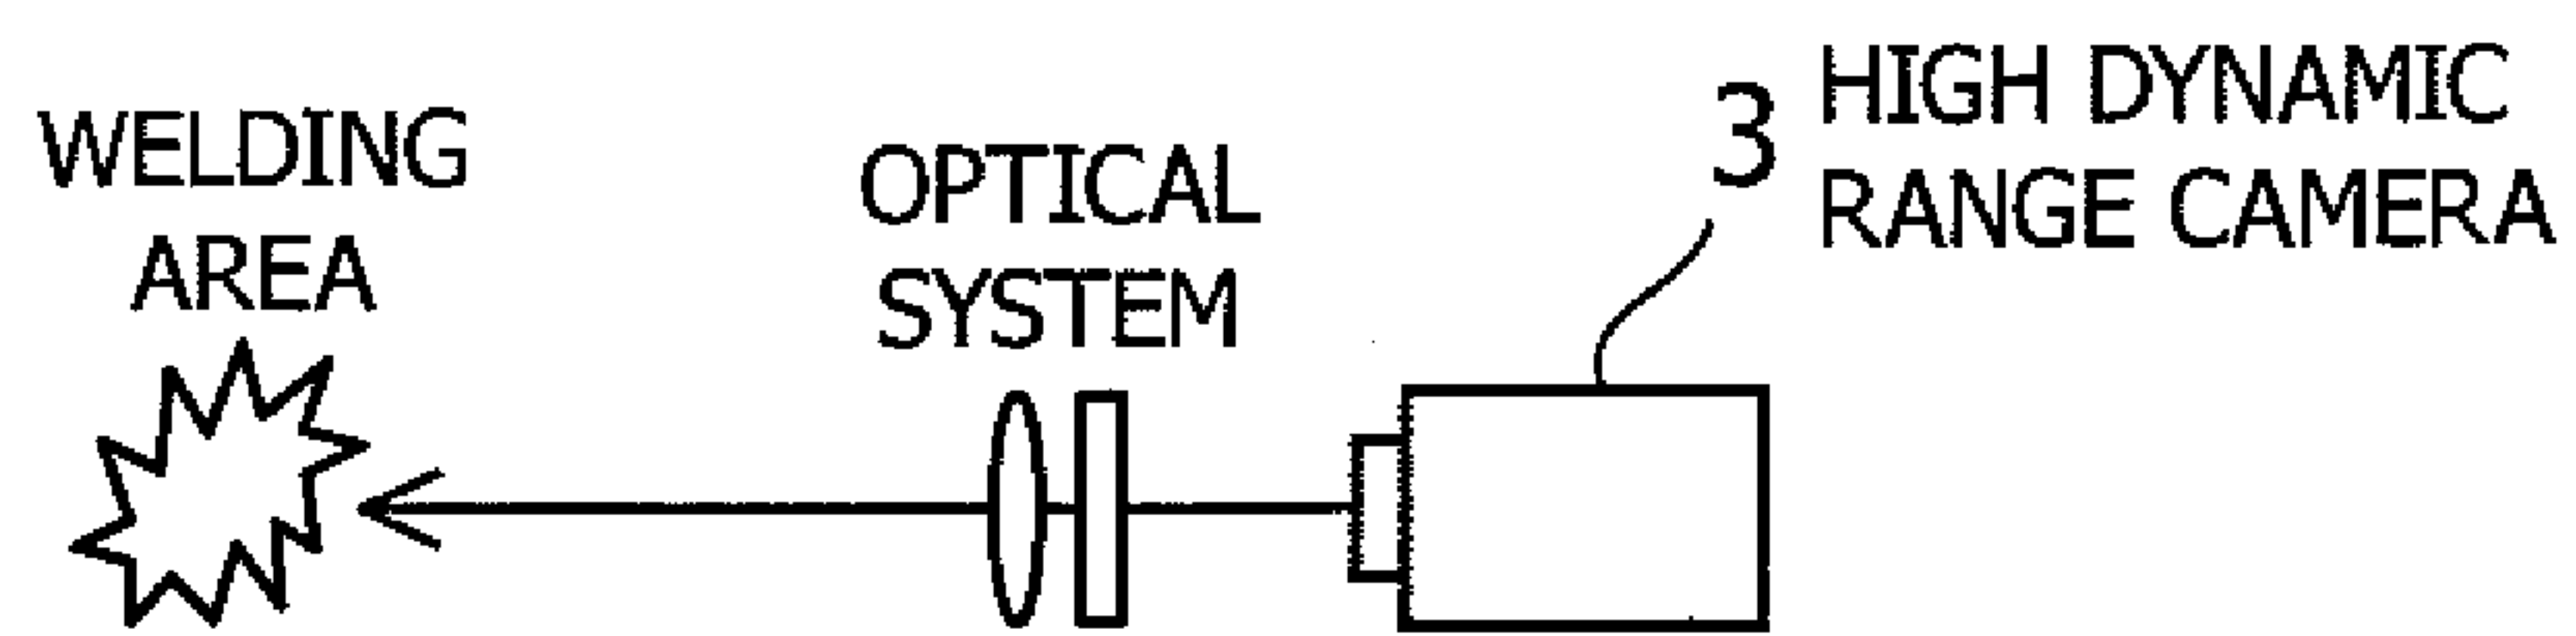 WELDING
AREA
OPTICAL
SYSTEM
3
HIGH DYNAMIC
RANGE CAMERA